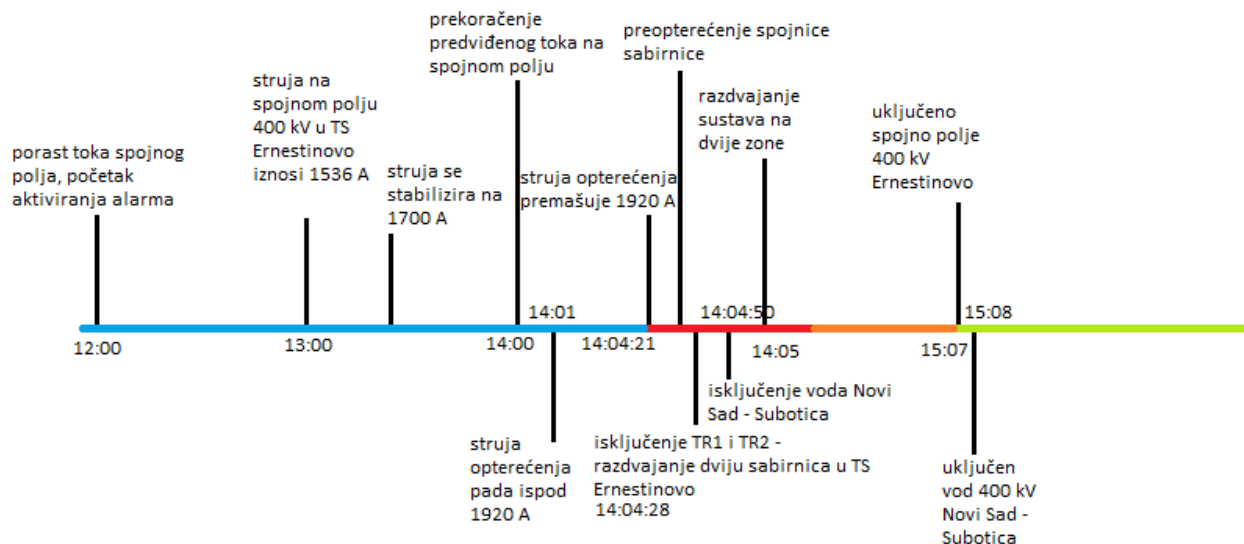 porast toka spojnog
polja, početak
aktiviranja alarma
struja na
spojnom polju
400 kV u TS
Ernestinovo
iznosi 1536 A
struja se
stabilizira na
1700 A
prekoračenje
predviđenog toka na
spojnom polju
struja opterećenja
premašuje 1920 A
preopterećenje spojnice
sabirnice
razdvajanje
sustava na
dvije zone
uključeno
spojno polje
400 kV
Ernestinovo
14:01
14:04:50
15:08
12:00
13:00
14:00
14:04:21
14:05
15:07
struja
opterećenja
pada ispod
1920 A
isključenje TR1 i TR2 -
razdvajanje dviju sabirnica u TS
Ernestinovo
14:04:28
isključenje voda Novi
Sad - Subotica
uključen
vod 400 kV
Novi Sad -
Subotica